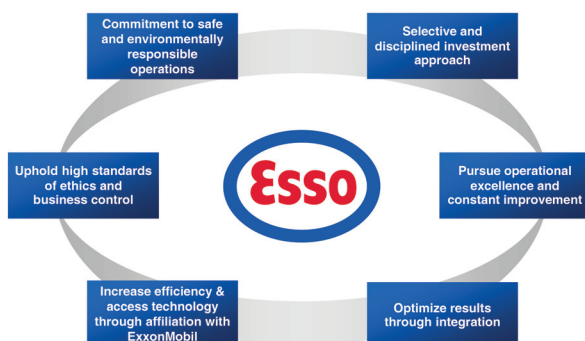 Commitment to safe
and environmentally
responsible
operations
Selective and
disciplined investment
approach
Uphold high standards
of ethics and
business control
Esso
Pursue operational
excellence and
constant improvement
Increase efficiency &
access technology
through affiliation with
ExxonMobil
Optimize results
through integration